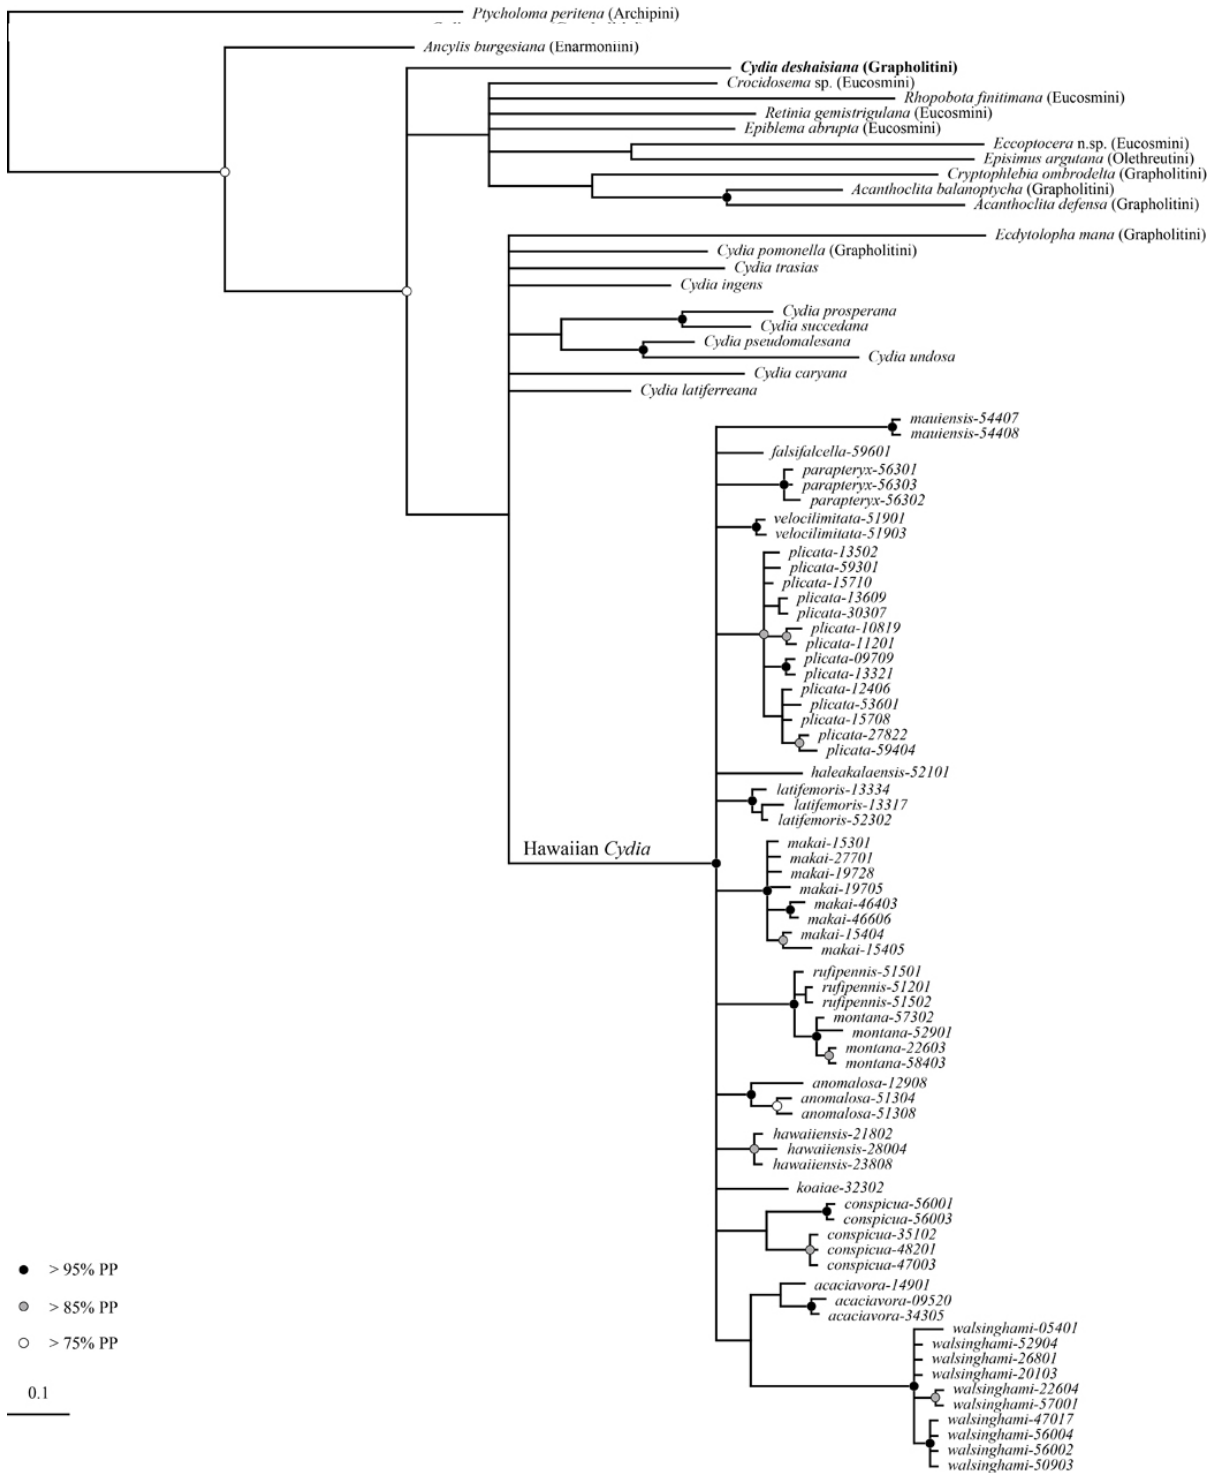 Ptycholoma peritena (Archipini)
Ancylis burgesiana (Enarmoniini)
Cydia deshaisiana (Grapholitini)
Crocidosema sp. (Eucosmini)
Rhopobota finitimana (Eucosmini)
Retinia gemistrigulana (Eucosmini)
Epiblema abrupta (Eucosmini)
Eccoptocera n.sp. (Eucosmini)
Episimus argutana (Olethreutini)
Cryptophlebia ombrodelta (Grapholitini)
Acanthoclita balanoptycha (Grapholitini)
Acanthoclita defensa (Grapholitini)
Ecdytolopha mana (Grapholitini)
Cydia pomonella (Grapholitini)
Cydia trasias
Cydia ingens
Cydia prosperana
Cydia succedana
Cydia pseudomalesana
Cydia undosa
Cydia caryana
Cydia latiferreana
mauiensis-54407
mauiensis-54408
falsifalcella-59601
parapteryx-56301
parapteryx-56303
parapteryx-56302
velocilimitata-51901
velocilimitata-51903
plicata-13502
plicata-59301
plicata-15710
plicata-13609
plicata-30307
plicata-10819
plicata-11201
plicata-09709
plicata-13321
plicata-12406
plicata-53601
plicata-15708
plicata-27822
plicata-59404
haleakalaensis-52101
latifemoris-13334
latifemoris-13317
latifemoris-52302
Hawaiian Cydia
makai-15301
makai-27701
makai-19728
makai-19705
makai-46403
makai-46606
makai-15404
makai-15405
rufipennis-51501
rufipennis-51201
rufipennis-51502
montana-57302
montana-52901
montana-22603
montana-58403
anomalosa-12908
anomalosa-51304
anomalosa-51308
hawaiiensis-21802
hawaiiensis-28004
hawaiiensis-23808
koaiae-32302
conspicua-56001
conspicua-56003
conspicua-35102
conspicua-48201
conspicua-47003
acaciavora-14901
acaciavora-09520
acaciavora-34305
walsinghami-05401
walsinghami-52904
walsinghami-26801
walsinghami-20103
walsinghami-22604
walsinghami-57001
walsinghami-47017
walsinghami-56004
walsinghami-56002
walsinghami-50903
> 95% PP
> 85% PP
> 75% PP
0.1